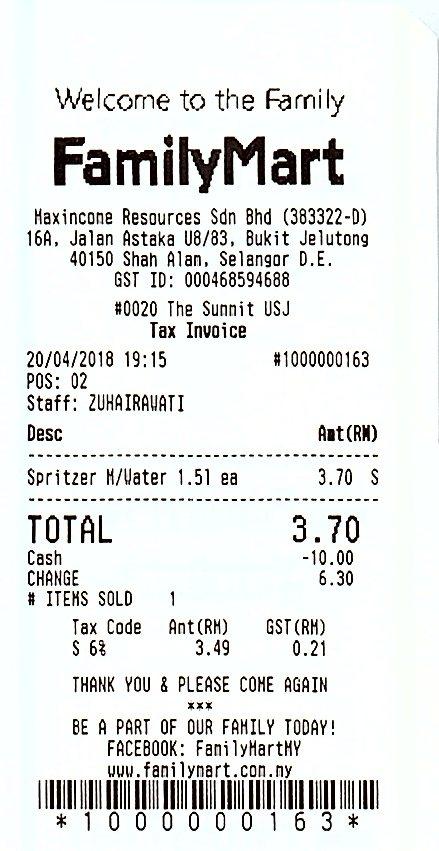 Welcome to the Family
FamilyMart
Maxincome Resources Sdn Bhd (383322-D)
16A, Jalan Astaka U8/83, Bukit Jelutong
40150 Shah Alam, Selangor D.E.
GST ID: 000468594688
#0020 The Summit USJ
Tax Invoice
20/04/2018 19:15 #1000000163
POS: 02
Staff: ZUHAIRAWATI
Desc Amt(RM)
Spritzer M/Water 1.5l ea 3.70 S
TOTAL 3.70
Cash -10.00
CHANGE 6.30
# ITEMS SOLD 1
Tax Code Amt(RM) GST(RM)
S 6% 3.49 0.21
THANK YOU & PLEASE COME AGAIN
***
BE A PART OF OUR FAMILY TODAY!
FACEBOOK: FamilyMartMY
www.familymart.com.my
*1000000163*